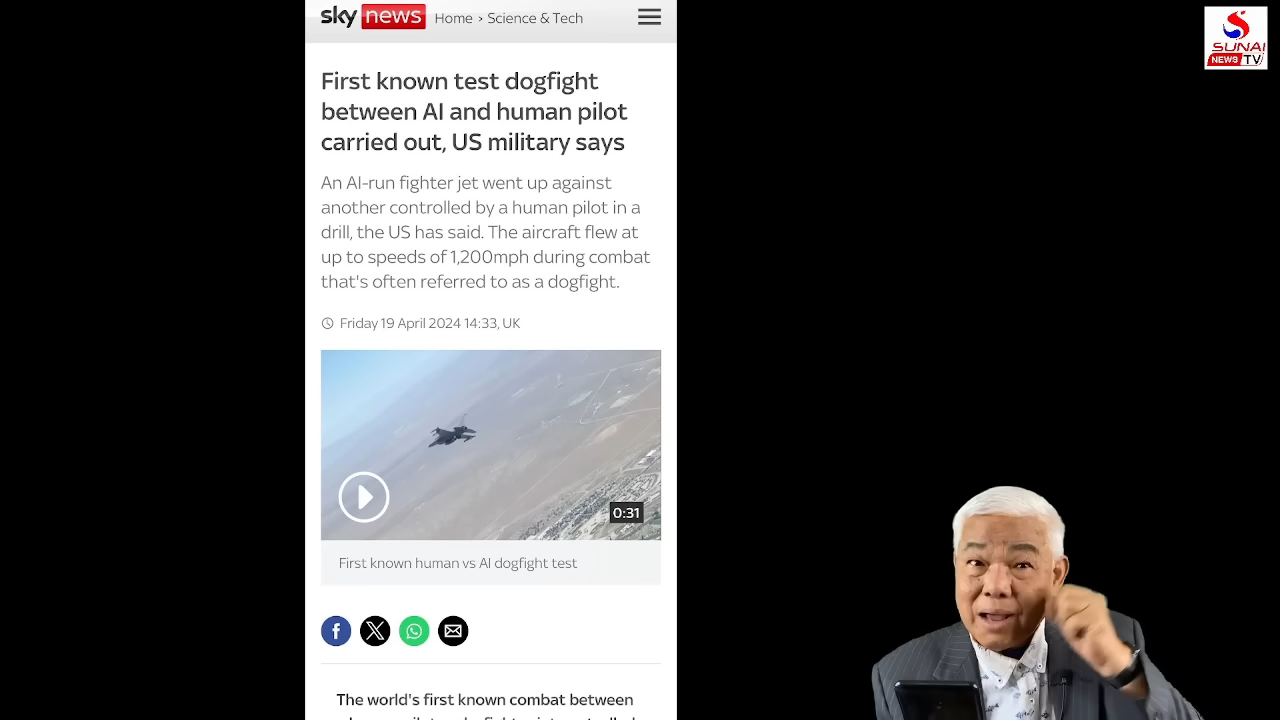 sky news Home > Science & Tech
SUNAI
NEWS TV
First known test dogfight
between AI and human pilot
carried out, US military says
An AI-run fighter jet went up against
another controlled by a human pilot in a
drill, the US has said. The aircraft flew at
up to speeds of 1,200mph during combat
that's often referred to as a dogfight.
Friday 19 April 2024 14:33, UK
0:31
First known human vs AI dogfight test
The world's first known combat between